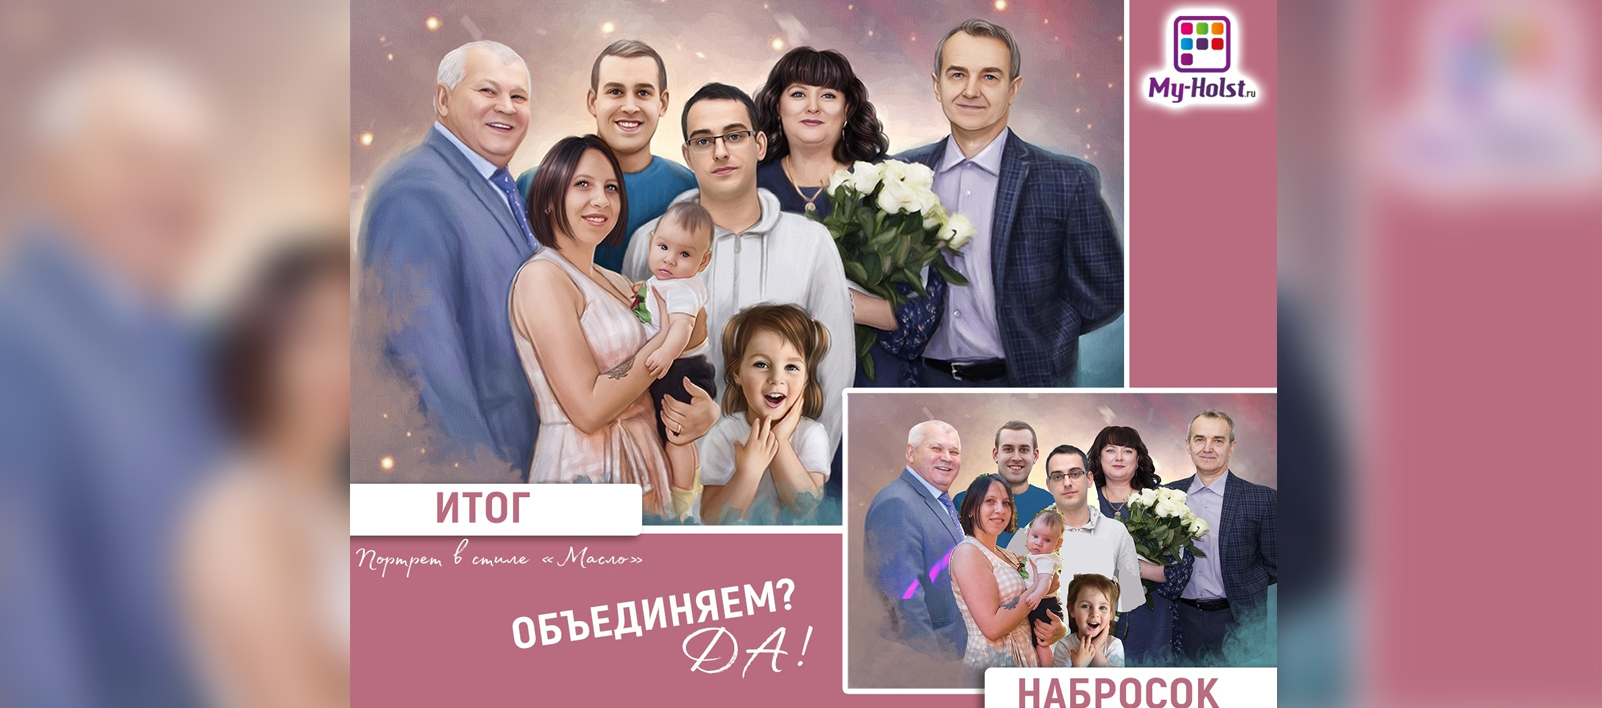 My-Holst.ru
ИТОГ
Портрет в стиле «Масло»
ОБЪЕДИНЯЕМ?
ДА!
НАБРОСОК